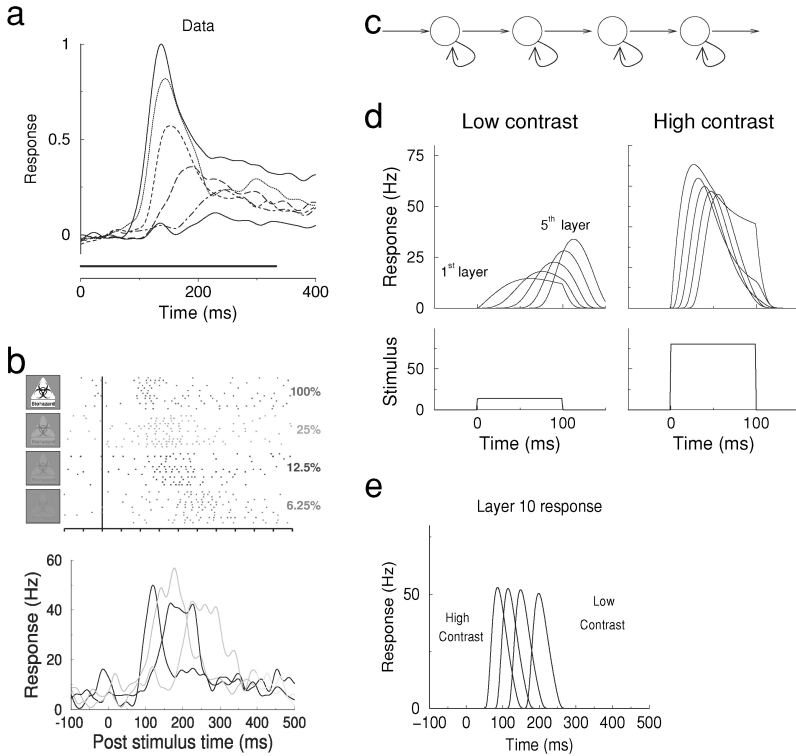 a
Data
Response
1
0.5
0
0
200
400
Time (ms)
b
Biohazard
100%
25%
12.5%
6.25%
Response (Hz)
60
40
20
0
-100
0
100
200
300
400
500
Post stimulus time (ms)
c
d
Low contrast
High contrast
Response (Hz)
75
50
25
0
1st layer
5th layer
Stimulus
50
0
0
100
0
100
Time (ms)
Time (ms)
e
Layer 10 response
Response (Hz)
50
0
High
Contrast
Low
Contrast
−100
0
100
200
300
400
500
Time (ms)